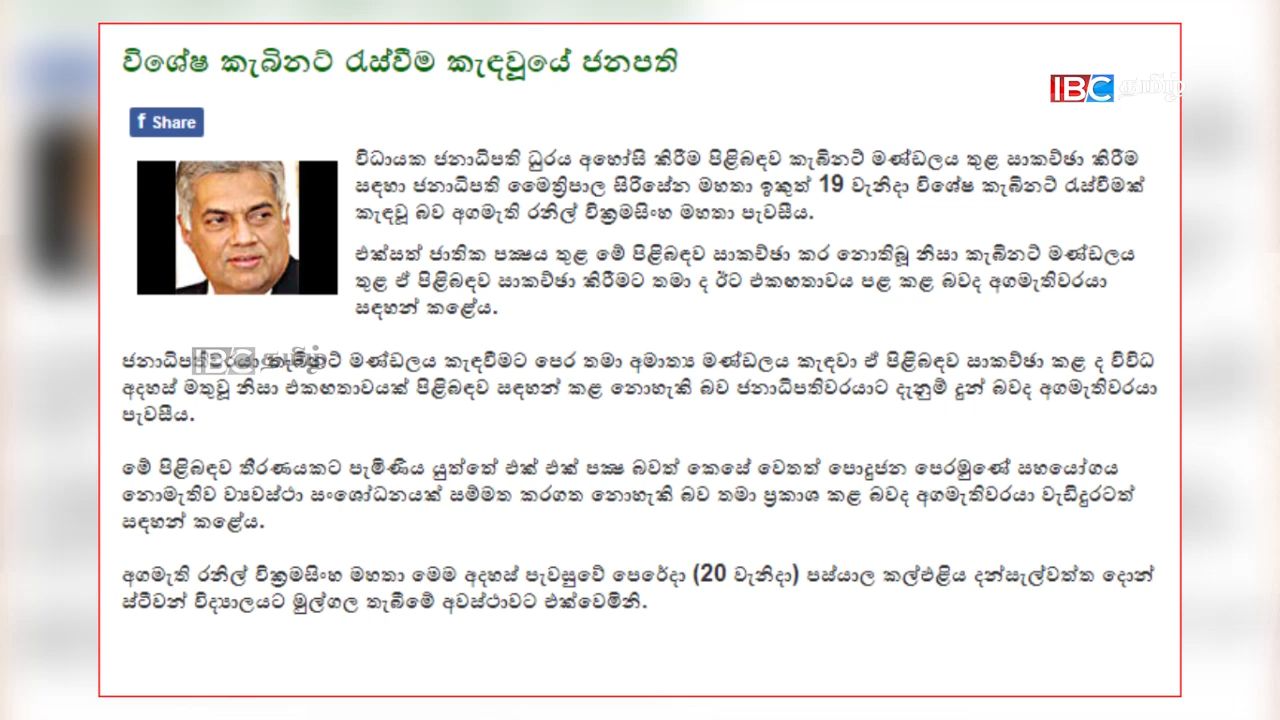 විශේෂ කැබිනට් රැස්වීම කැඳවූයේ ජනපති
IBC தமிழ்
f Share
විධායක ජනාධිපති ධුරය අහෝසි කිරීම පිළිබඳව කැබිනට් මණ්ඩලය තුළ සාකච්ඡා කිරීම
සඳහා ජනාධිපති මෛත්‍රිපාල සිරිසේන මහතා ඉකුත් 19 වැනිදා විශේෂ කැබිනට් රැස්වීමක්
කැඳවූ බව අගමැති රනිල් වික්‍රමසිංහ මහතා පැවසීය.
එක්සත් ජාතික පක්‍ෂය තුළ මේ පිළිබඳව සාකච්ඡා කර නොතිබූ නිසා කැබිනට් මණ්ඩලය
තුළ ඒ පිළිබඳව සාකච්ඡා කිරීමට තමා ද ඊට එකඟතාවය පළ කළ බවද අගමැතිවරයා
සඳහන් කළේය.
ජනාධිපතිවරයා කැබිනට් මණ්ඩලය කැඳවීමට පෙර තමා අමාත්‍ය මණ්ඩලය කැඳවා ඒ පිළිබඳව සාකච්ඡා කළ ද විවිධ
IBC தமிழ்
අදහස් මතුවූ නිසා එකඟතාවයක් පිළිබඳව සඳහන් කළ නොහැකි බව ජනාධිපතිවරයාට දැනුම් දුන් බවද අගමැතිවරයා
පැවසීය.
මේ පිළිබඳව තීරණයකට පැමිණිය යුත්තේ එක් එක් පක්‍ෂ බවත් කෙසේ වෙතත් පොදුජන පෙරමුණේ සහයෝගය
නොමැතිව ව්‍යවස්ථා සංශෝධනයක් සම්මත කරගත නොහැකි බව තමා ප්‍රකාශ කළ බවද අගමැතිවරයා වැඩිදුරටත්
සඳහන් කළේය.
අගමැති රනිල් වික්‍රමසිංහ මහතා මෙම අදහස් පැවසුවේ පෙරේදා (20 වැනිදා) පස්යාල කල්එළිය දන්සැල්වත්ත දොන්
ස්ටීවන් විද්‍යාලයට මුල්ගල තැබීමේ අවස්ථාවට එක්වෙමිනි.